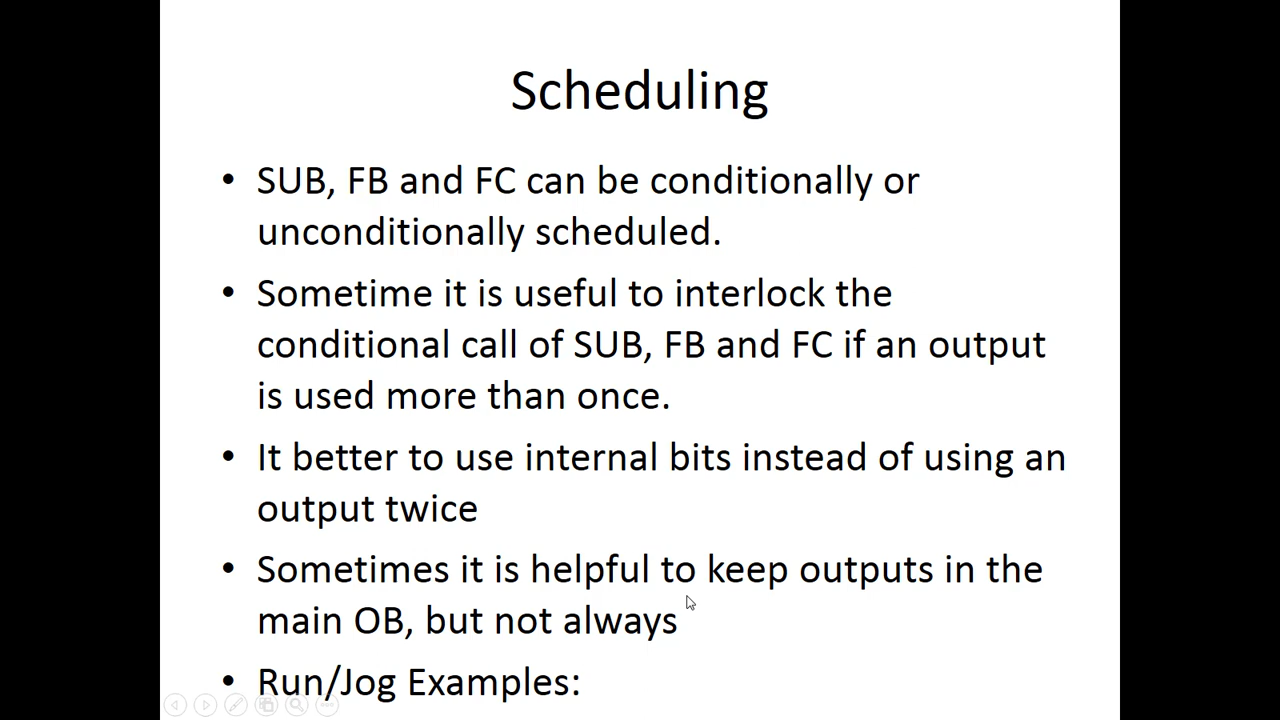 Scheduling
• SUB, FB and FC can be conditionally or
unconditionally scheduled.
• Sometime it is useful to interlock the
conditional call of SUB, FB and FC if an output
is used more than once.
• It better to use internal bits instead of using an
output twice
• Sometimes it is helpful to keep outputs in the
main OB, but not always
• Run/Jog Examples: